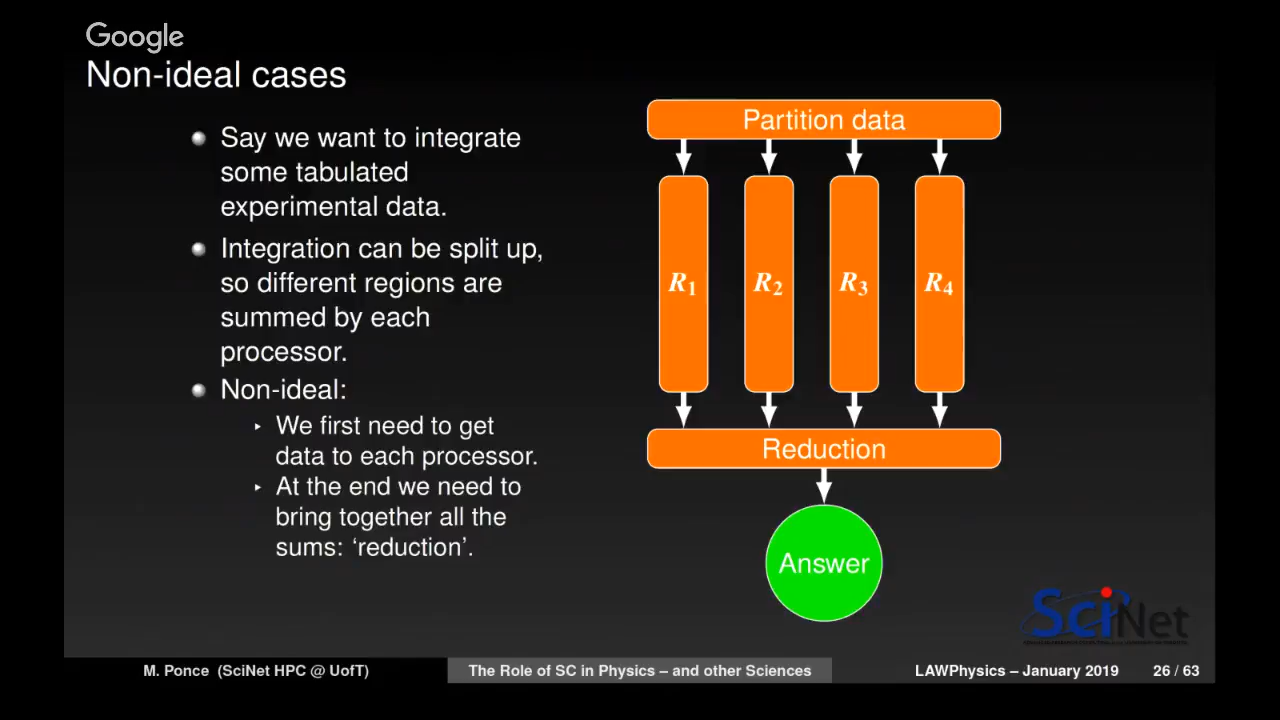 Google
Non-ideal cases
Say we want to integrate
some tabulated
experimental data.
Integration can be split up,
so different regions are
summed by each
processor.
Non-ideal:
We first need to get
data to each processor.
At the end we need to
bring together all the
sums: ‘reduction’.
Partition data
R1 R2 R3 R4
Reduction
Answer
SciNet
M. Ponce (SciNet HPC @ UofT)
The Role of SC in Physics – and other Sciences
LAWPhysics – January 2019
26 / 63